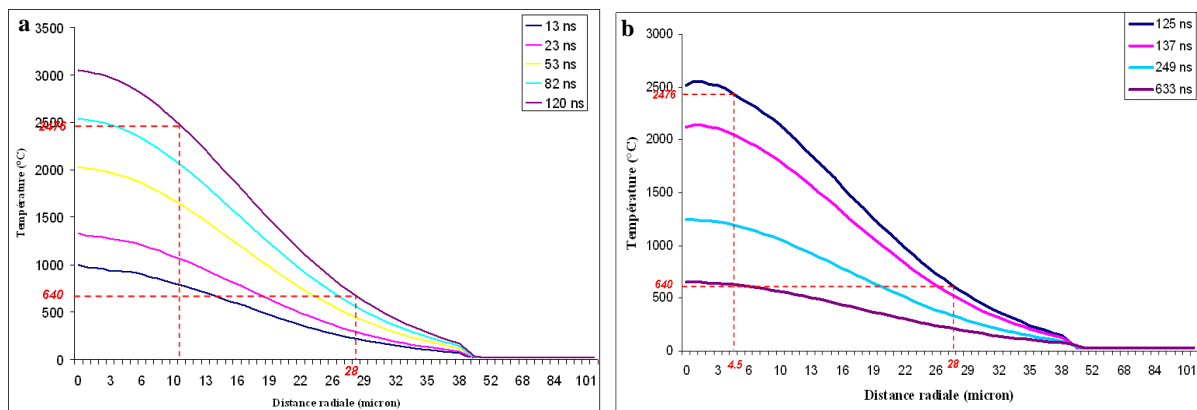 a
13 ns
23 ns
53 ns
82 ns
120 ns
3500
3000
2500
2476
2000
1500
1000
640
500
0
Température (°C)
0 3 6 10 13 16 19 22 26 29 32 35 38 52 68 84 101
28
Distance radiale (micron)
b
125 ns
137 ns
249 ns
633 ns
3000
2500
2476
2000
1500
1000
640
500
0
Température (°C)
0 3 6 10 13 16 19 22 26 29 32 35 38 52 68 84 101
4.5 28
Distance radiale (micron)